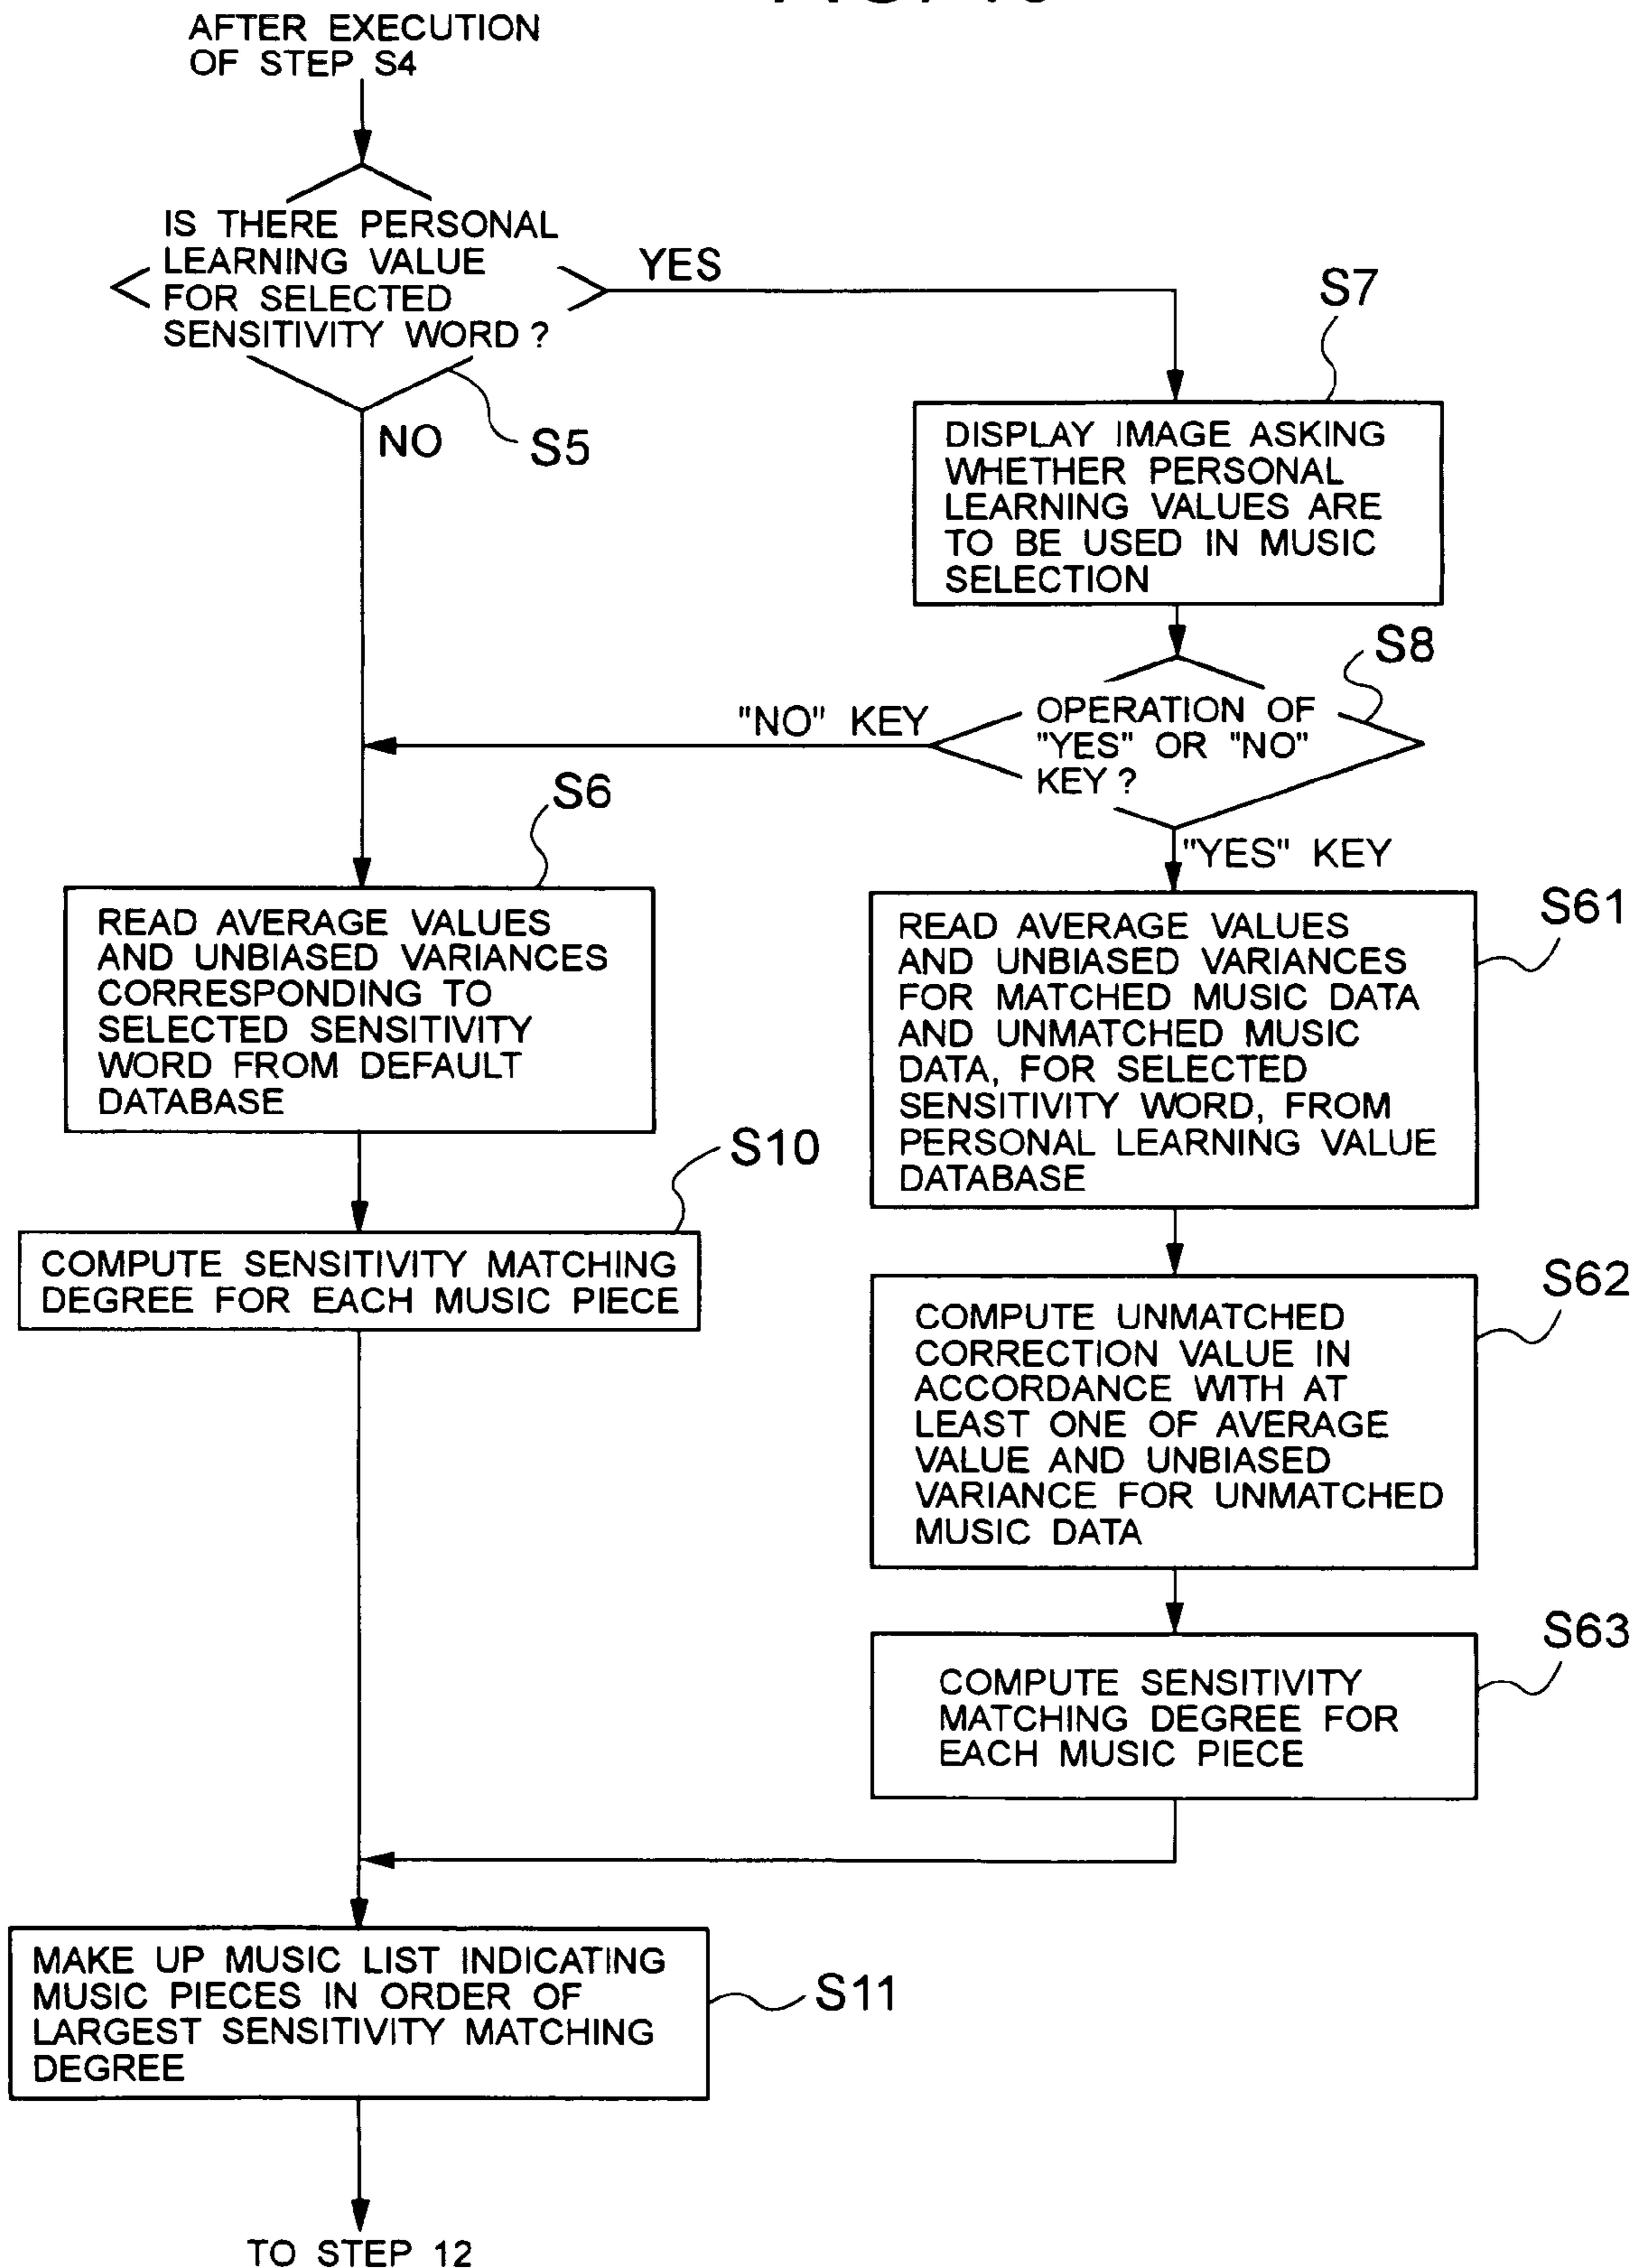 AFTER EXECUTION
OF STEP S4
IS THERE PERSONAL
LEARNING VALUE
FOR SELECTED
SENSITIVITY WORD ?
YES
S7
NO
S5
DISPLAY IMAGE ASKING
WHETHER PERSONAL
LEARNING VALUES ARE
TO BE USED IN MUSIC
SELECTION
S8
"NO" KEY
OPERATION OF
"YES" OR "NO"
KEY ?
S6
"YES" KEY
READ AVERAGE VALUES
AND UNBIASED VARIANCES
CORRESPONDING TO
SELECTED SENSITIVITY
WORD FROM DEFAULT
DATABASE
S61
READ AVERAGE VALUES
AND UNBIASED VARIANCES
FOR MATCHED MUSIC DATA
AND UNMATCHED MUSIC
DATA, FOR SELECTED
SENSITIVITY WORD, FROM
PERSONAL LEARNING VALUE
DATABASE
S10
COMPUTE SENSITIVITY MATCHING
DEGREE FOR EACH MUSIC PIECE
S62
COMPUTE UNMATCHED
CORRECTION VALUE IN
ACCORDANCE WITH AT
LEAST ONE OF AVERAGE
VALUE AND UNBIASED
VARIANCE FOR UNMATCHED
MUSIC DATA
S63
COMPUTE SENSITIVITY
MATCHING DEGREE FOR
EACH MUSIC PIECE
MAKE UP MUSIC LIST INDICATING
MUSIC PIECES IN ORDER OF
LARGEST SENSITIVITY MATCHING
DEGREE
S11
TO STEP 12